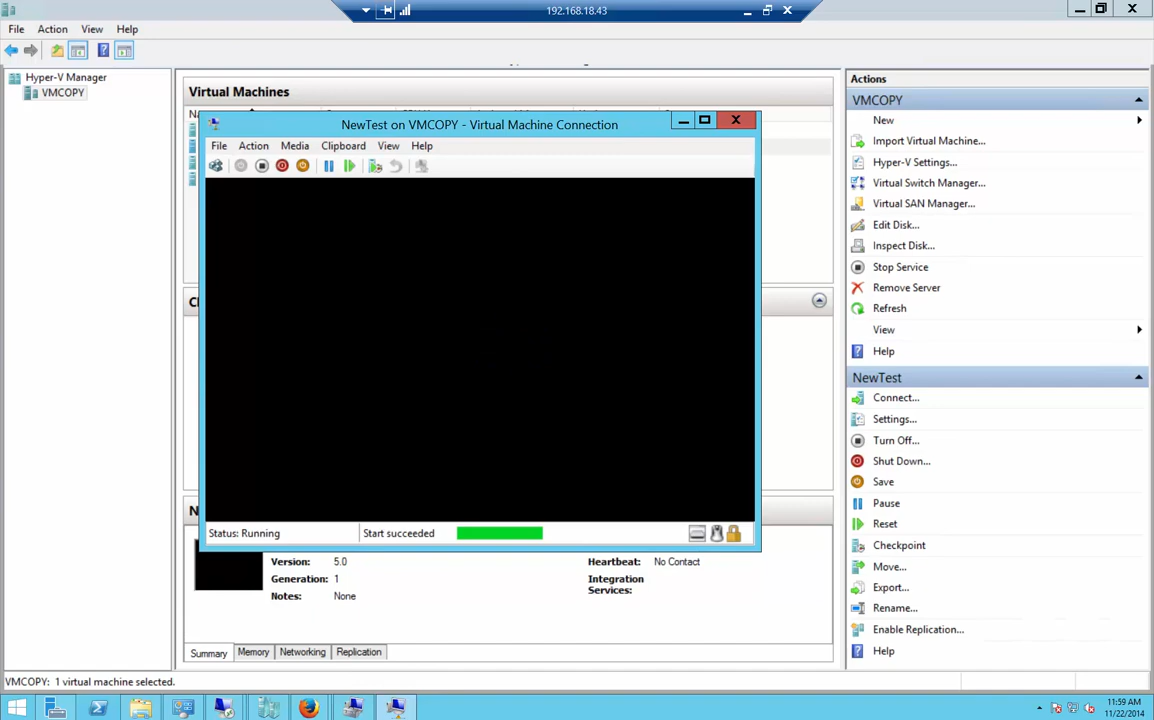 192.168.18.43
File Action View Help
Hyper-V Manager
VMCOPY
Virtual Machines
NewTest on VMCOPY - Virtual Machine Connection
File Action Media Clipboard View Help
Status: Running
Start succeeded
Version: 5.0
Generation: 1
Notes: None
Heartbeat: No Contact
Integration
Services:
Summary Memory Networking Replication
Actions
VMCOPY
New
Import Virtual Machine...
Hyper-V Settings...
Virtual Switch Manager...
Virtual SAN Manager...
Edit Disk...
Inspect Disk...
Stop Service
Remove Server
Refresh
View
Help
NewTest
Connect...
Settings...
Turn Off...
Shut Down...
Save
Pause
Reset
Checkpoint
Move...
Export...
Rename...
Enable Replication...
Help
VMCOPY: 1 virtual machine selected.
11:59 AM
11/22/2014